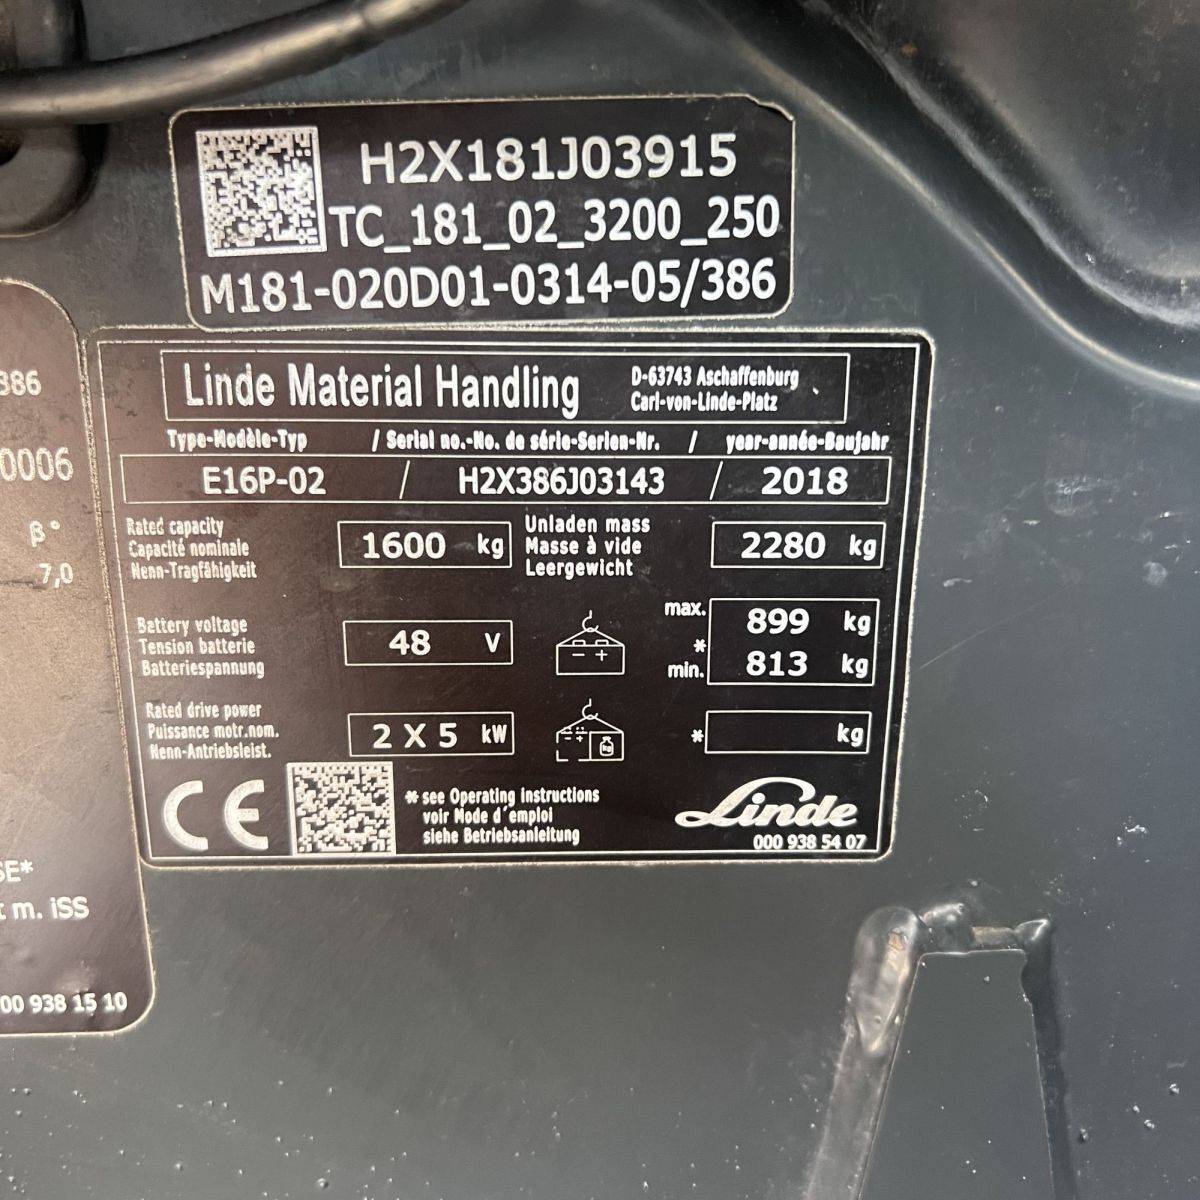 H2X181J03915
TC_181_02_3200_250
M181-020D01-0314-05/386
386
0006
β°
7,0
SE*
t m. iSS
00 938 15 10
Linde Material Handling
D-63743 Aschaffenburg
Carl-von-Linde-Platz
Type-Modèle-Typ / Serial no.-No. de série-Serien-Nr. / year-année-Baujahr
E16P-02 / H2X386J03143 / 2018
Rated capacity
Capacité nominale
Nenn-Tragfähigkeit
1600 kg
Unladen mass
Masse à vide
Leergewicht
2280 kg
Battery voltage
Tension batterie
Batteriespannung
48 V
- +
max. 899 kg
*
min. 813 kg
Rated drive power
Puissance motr.nom.
Nenn-Antriebsleist.
2 X 5 kW
- +
kg
* kg
CE
* see Operating Instructions
voir Mode d'emploi
siehe Betriebsanleitung
Linde
000 938 54 07